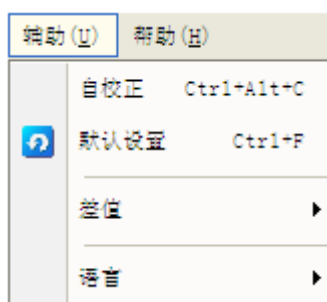 辅助(U) 帮助(H)
自校正 Ctrl+Alt+C
默认设置 Ctrl+F
差值
语言